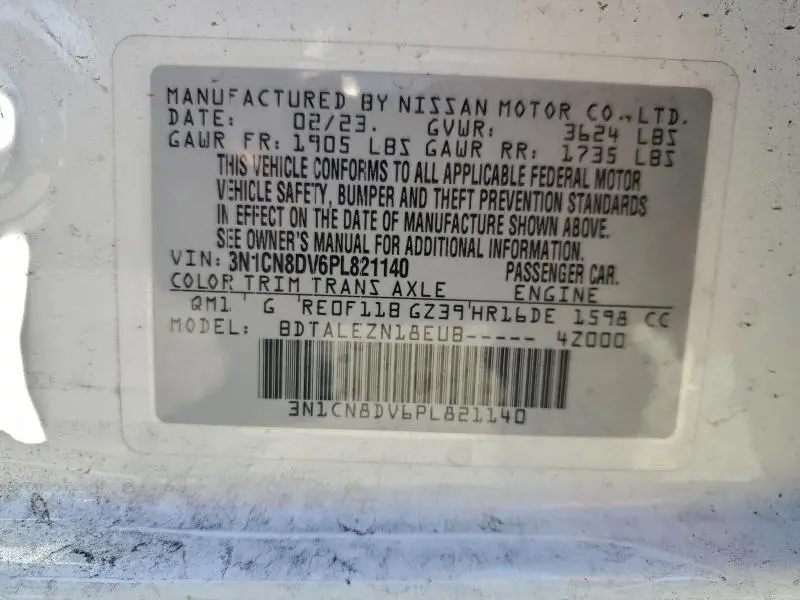 MANUFACTURED BY NISSAN MOTOR CO., LTD.
DATE: 02/23. GVWR: 3624 LBS
GAWR FR: 1905 LBS GAWR RR: 1735 LBS
THIS VEHICLE CONFORMS TO ALL APPLICABLE FEDERAL MOTOR
VEHICLE SAFETY, BUMPER AND THEFT PREVENTION STANDARDS
IN EFFECT ON THE DATE OF MANUFACTURE SHOWN ABOVE.
SEE OWNER'S MANUAL FOR ADDITIONAL INFORMATION.
VIN: 3N1CN8DV6PL821140 PASSENGER CAR.
COLOR TRIM TRANS AXLE ENGINE
QM1 G RE0F11B GZ39 HR16DE 1598 CC
MODEL: BDTALEZN18EUB----- 4Z000
3N1CN8DV6PL821140